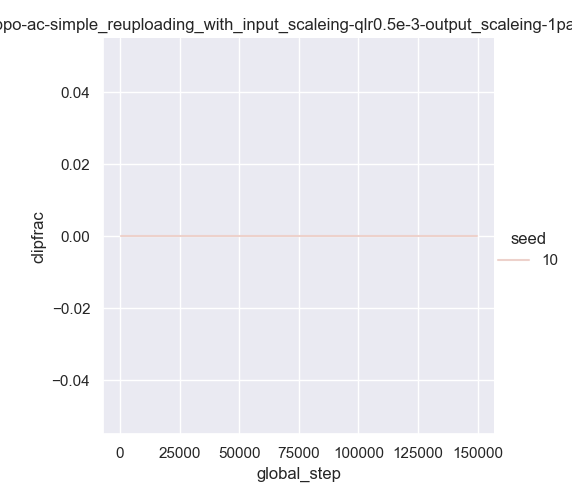 ppo-ac-simple_reuploading_with_input_scaleing-qlr0.5e-3-output_scaleing-1pa
0.04
0.02
0.00
−0.02
−0.04
clipfrac
0 25000 50000 75000 100000 125000 150000
global_step
seed
10